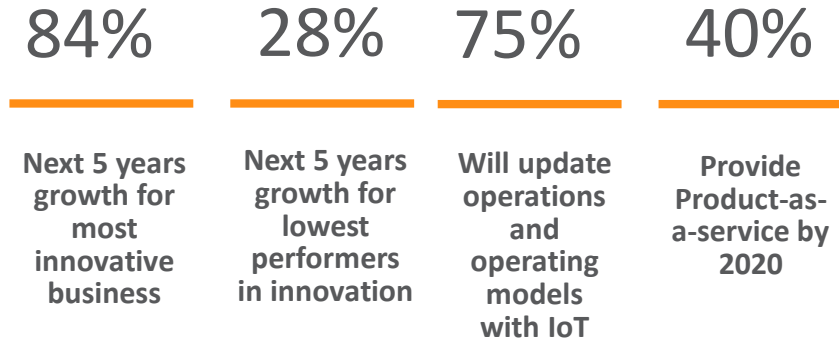 84%
28%
75%
40%
Next 5 years
growth for
most
innovative
business
Next 5 years
growth for
lowest
performers
in innovation
Will update
operations
and
operating
models
with IoT
Provide
Product-as-
a-service by
2020